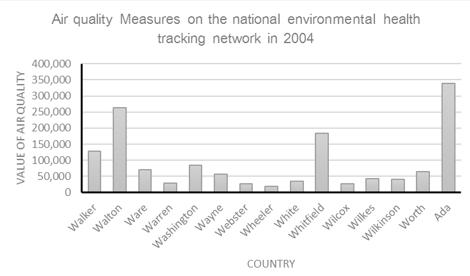 Air quality Measures on the national environmental health
tracking network in 2004
VALUE OF AIR QUALITY
400,000
350,000
300,000
250,000
200,000
150,000
100,000
50,000
0
Walker
Walton
Ware
Warren
Washington
Wayne
Webster
Wheeler
White
Whitfield
Wilcox
Wilkes
Wilkinson
Worth
Ada
COUNTRY